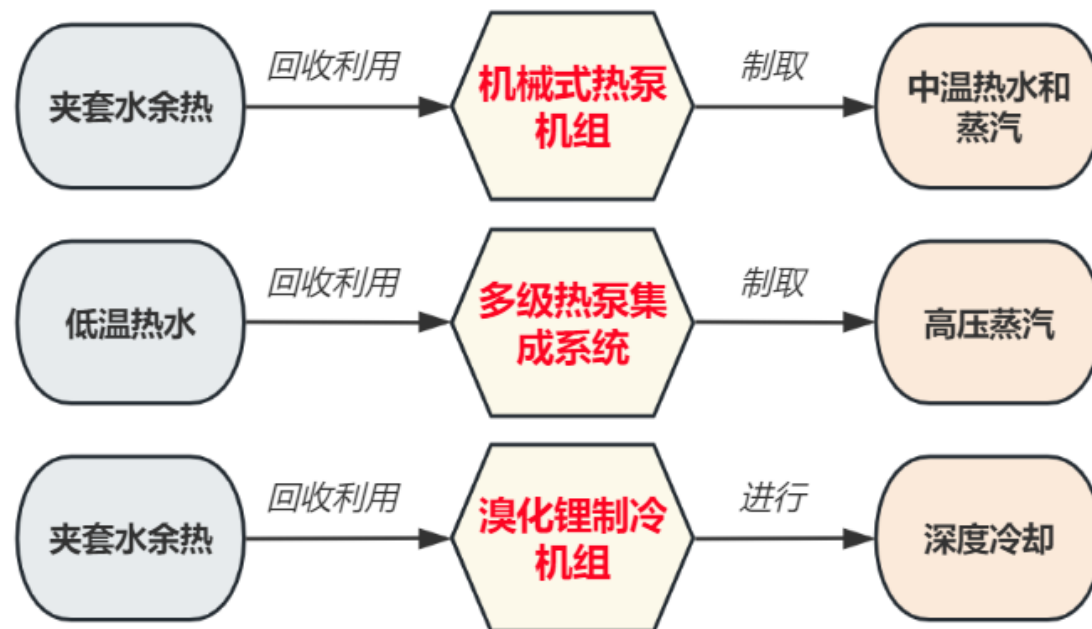 夹套水余热
回收利用
机械式热泵
机组
制取
中温热水和
蒸汽
低温热水
回收利用
多级热泵集
成系统
制取
高压蒸汽
夹套水余热
回收利用
溴化锂制冷
机组
进行
深度冷却